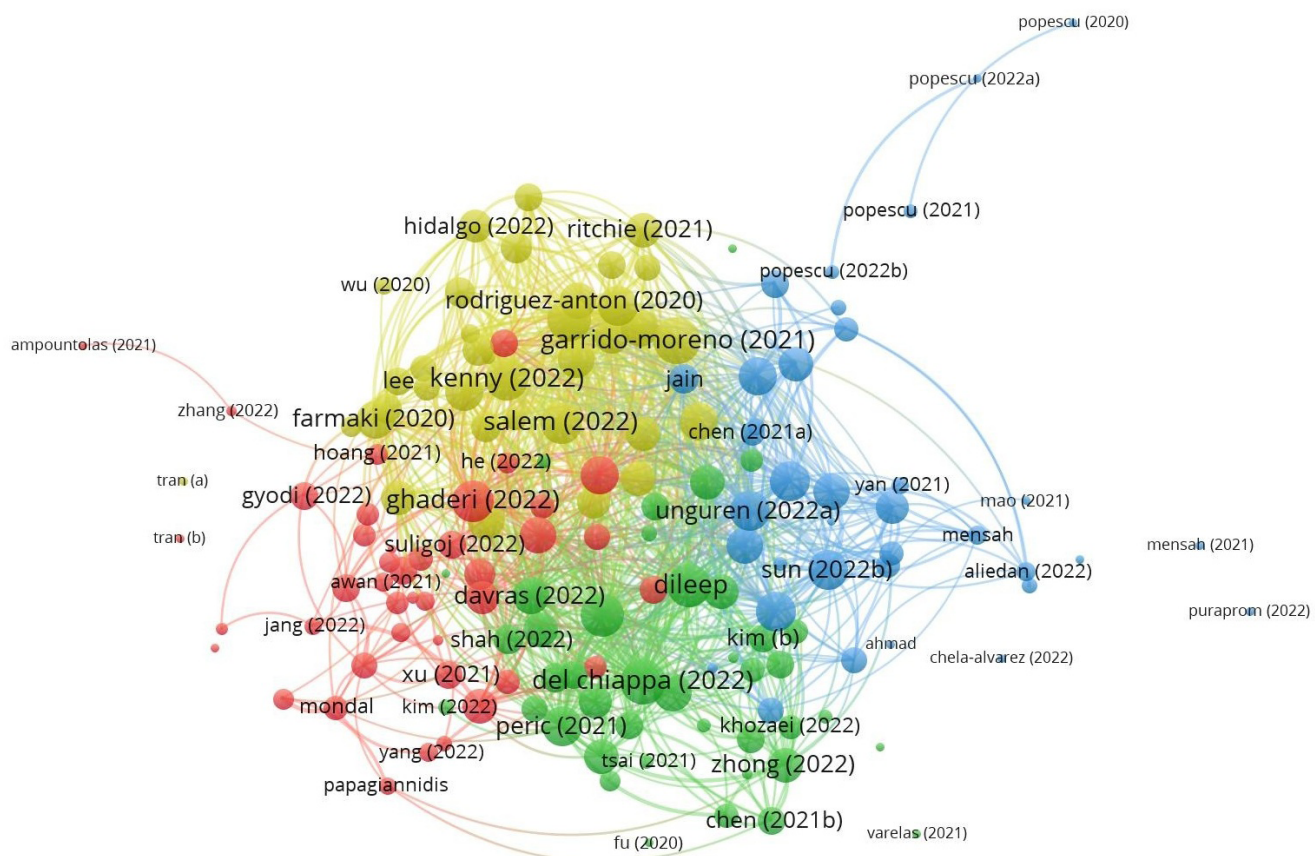 popescu (2020)
popescu (2022a)
popescu (2021)
hidalgo (2022)
ritchie (2021)
popescu (2022b)
wu (2020)
rodriguez-anton (2020)
ampountolas (2021)
garrido-moreno (2021)
lee
kenny (2022)
jain
zhang (2022)
farmaki (2020)
salem (2022)
chen (2021a)
hoang (2021)
he (2022)
tran (a)
gyodi (2022)
ghaderi (2022)
yan (2021)
mao (2021)
unguren (2022a)
tran (b)
suligoj (2022)
mensah
mensah (2021)
sun (2022b)
aliedan (2022)
awan (2021)
davras (2022)
dileep
puraprom (2022)
jang (2022)
shah (2022)
kim (b)
ahmad
chela-alvarez (2022)
xu (2021)
del chiappa (2022)
mondal
kim (2022)
peric (2021)
khozaei (2022)
yang (2022)
tsai (2021)
zhong (2022)
papagiannidis
chen (2021b)
varelas (2021)
fu (2020)